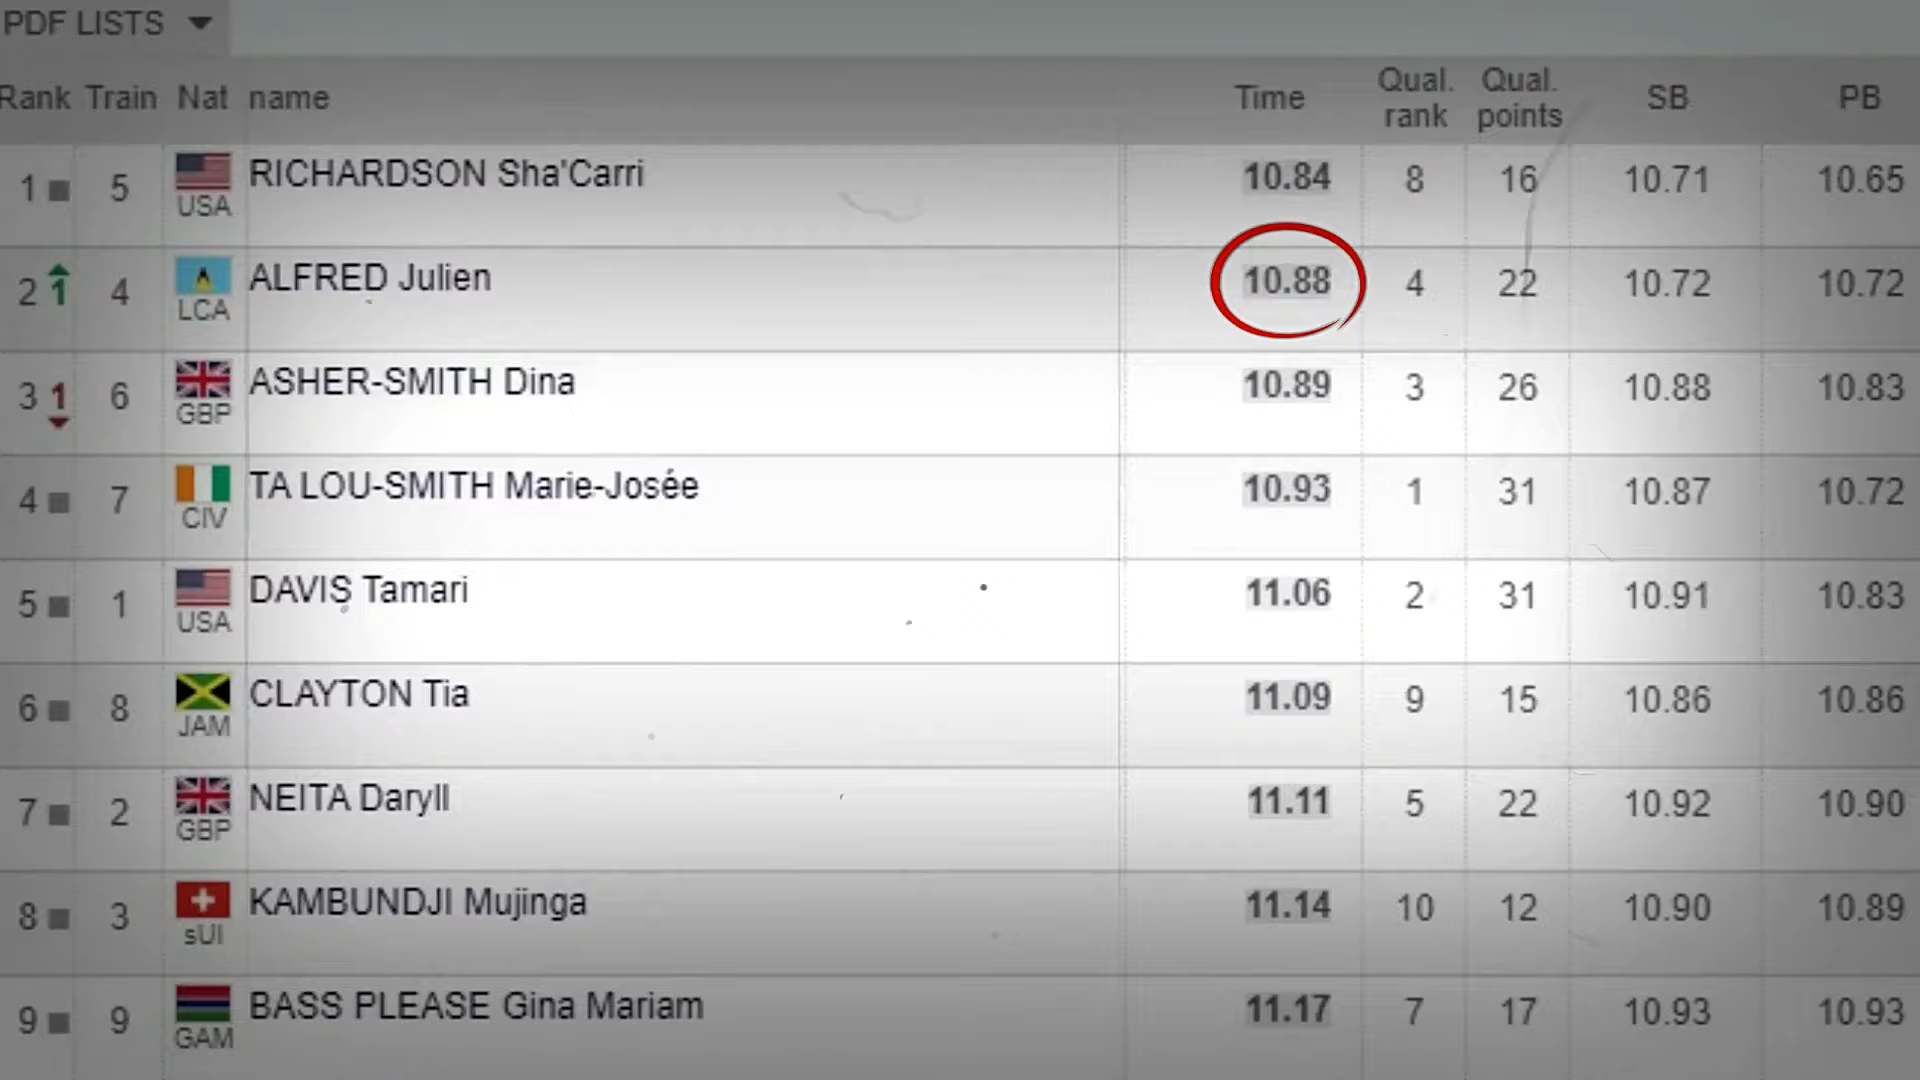 PDF LISTS
Rank Train Nat name Time Qual. rank Qual. points SB PB
1 5 USA RICHARDSON Sha'Carri 10.84 8 16 10.71 10.65
2 1 4 LCA ALFRED Julien 10.88 4 22 10.72 10.72
3 1 6 GBP ASHER-SMITH Dina 10.89 3 26 10.88 10.83
4 7 CIV TA LOU-SMITH Marie-Josée 10.93 1 31 10.87 10.72
5 1 USA DAVIS Tamari 11.06 2 31 10.91 10.83
6 8 JAM CLAYTON Tia 11.09 9 15 10.86 10.86
7 2 GBP NEITA Daryll 11.11 5 22 10.92 10.90
8 3 sUI KAMBUNDJI Mujinga 11.14 10 12 10.90 10.89
9 9 GAM BASS PLEASE Gina Mariam 11.17 7 17 10.93 10.93